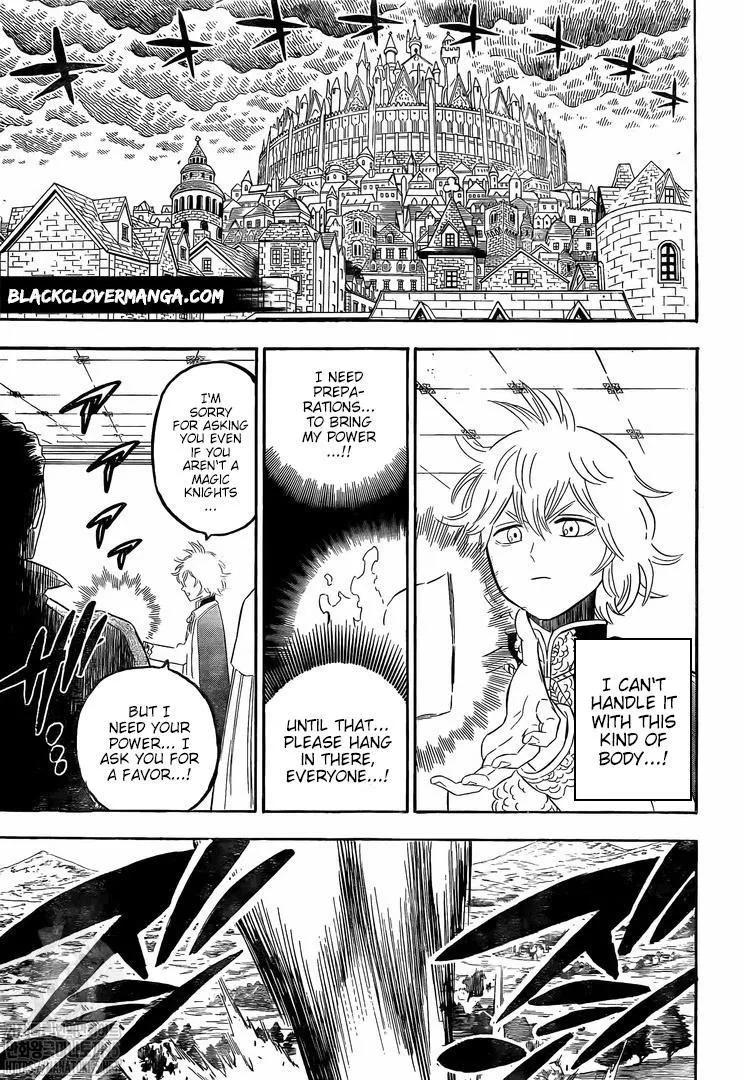 BLACKCLOVERMANGA.COM
I CAN'T
HANDLE IT
WITH THIS
KIND OF
BODY...!
I NEED
PREPA-
RATIONS...
TO BRING
MY POWER
...!!
UNTIL THAT...
PLEASE HANG
IN THERE,
EVERYONE...!
I'M
SORRY
FOR ASKING
YOU EVEN
IF YOU
AREN'T A
MAGIC
KNIGHTS
...
BUT I
NEED YOUR
POWER... I
ASK YOU FOR
A FAVOR...!